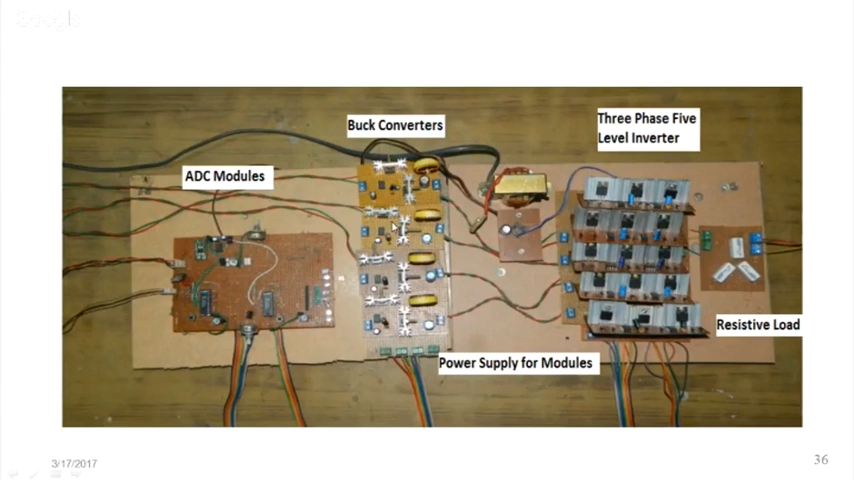 Google
Buck Converters
Three Phase Five
Level Inverter
ADC Modules
Resistive Load
Power Supply for Modules
3/17/2017
36